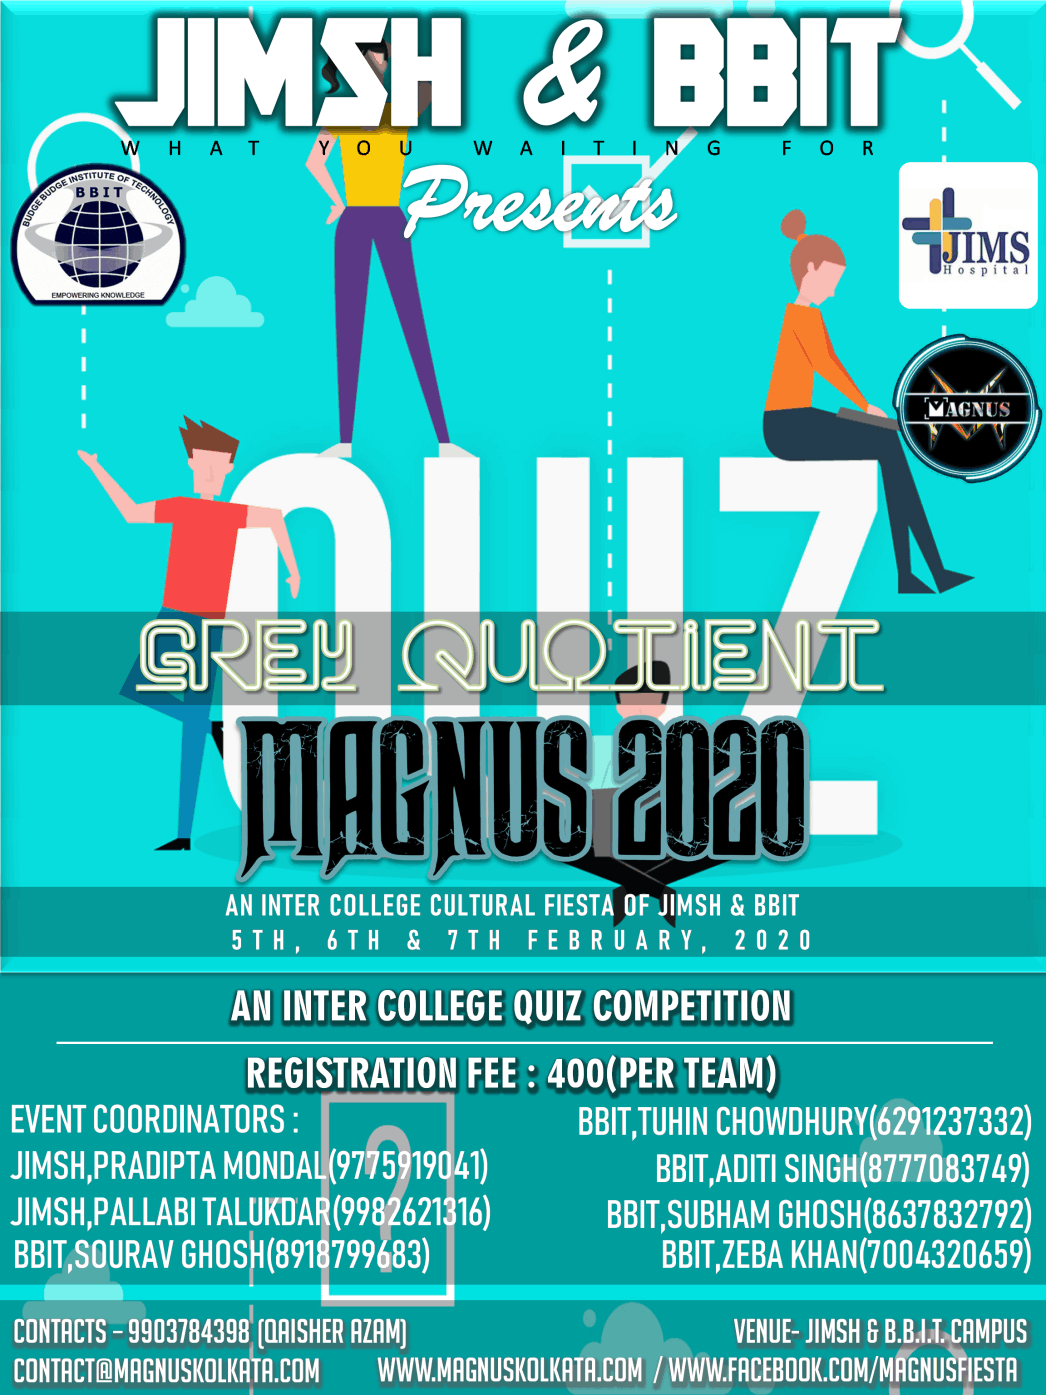 JIMSH & BBIT
WHAT YOU WAITING FOR
Presents
BUDGE BUDGE INSTITUTE OF TECHNOLOGY
BBIT
EMPOWERING KNOWLEDGE
JIMS
Hospital
MAGNUS
QUIZ
GREY QUOTIENT
MAGNUS 2020
AN INTER COLLEGE CULTURAL FIESTA OF JIMSH & BBIT
5TH, 6TH & 7TH FEBRUARY, 2020
AN INTER COLLEGE QUIZ COMPETITION
REGISTRATION FEE : 400(PER TEAM)
?
EVENT COORDINATORS :
JIMSH,PRADIPTA MONDAL(9775919041)
JIMSH,PALLABI TALUKDAR(9982621316)
BBIT,SOURAV GHOSH(8918799683)
BBIT,TUHIN CHOWDHURY(6291237332)
BBIT,ADITI SINGH(8777083749)
BBIT,SUBHAM GHOSH(8637832792)
BBIT,ZEBA KHAN(7004320659)
CONTACTS – 9903784398 (QAISHER AZAM)
VENUE- JIMSH & B.B.I.T. CAMPUS
CONTACT@MAGNUSKOLKATA.COM
WWW.MAGNUSKOLKATA.COM / WWW.FACEBOOK.COM/MAGNUSFIESTA